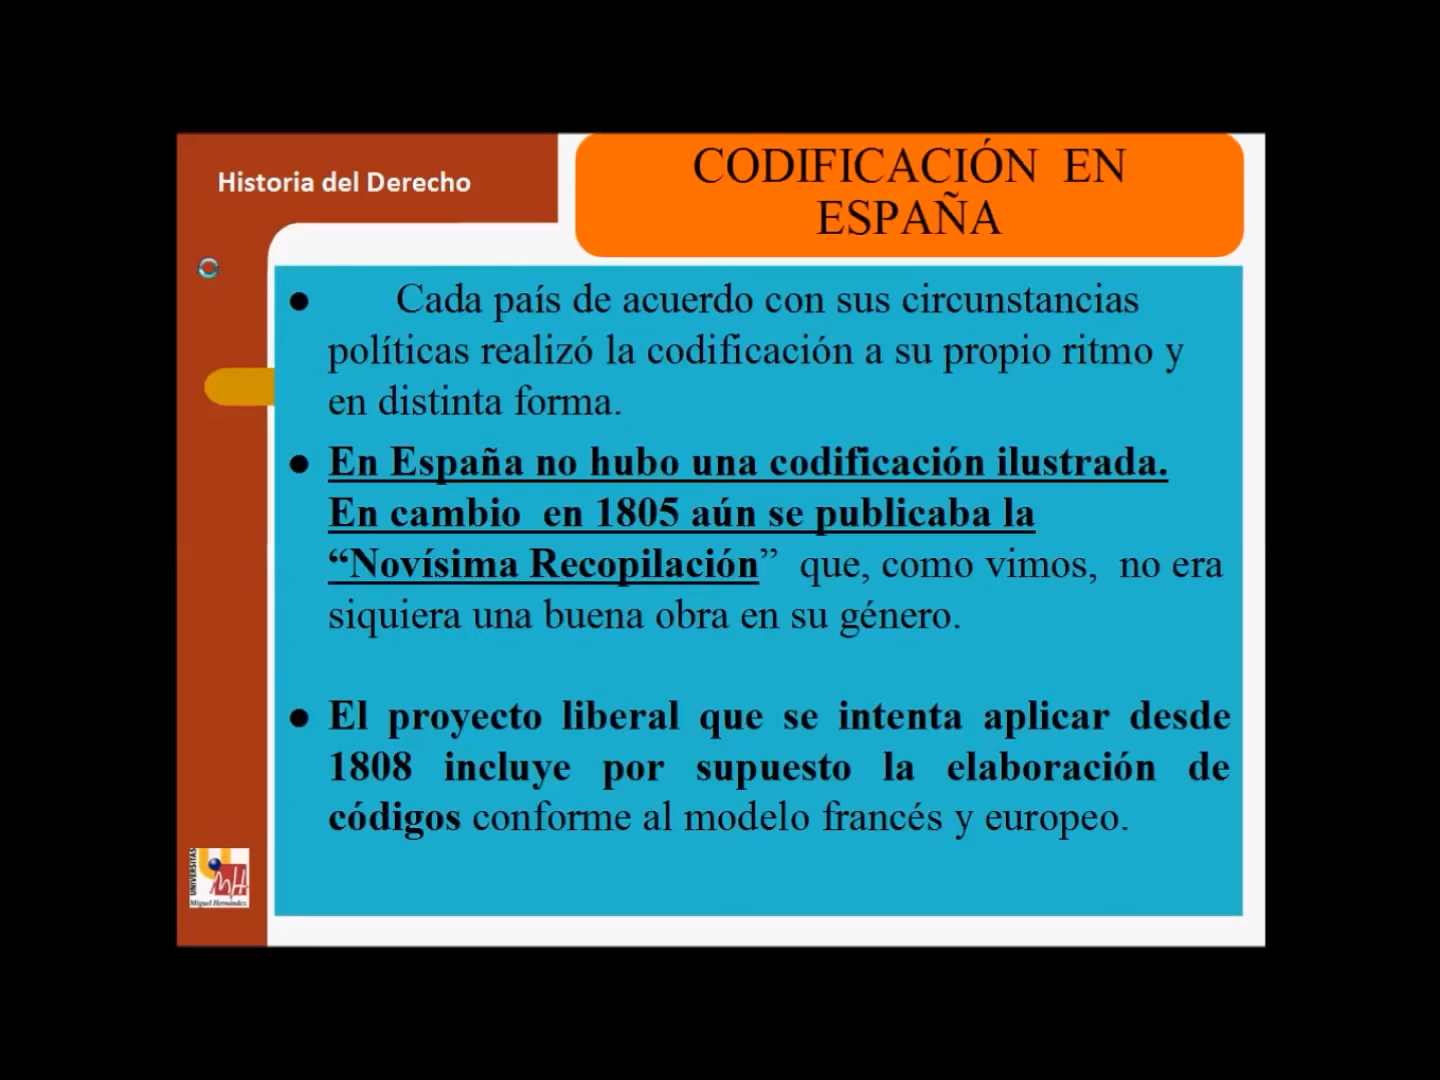 Historia del Derecho
CODIFICACIÓN EN
ESPAÑA
● Cada país de acuerdo con sus circunstancias
políticas realizó la codificación a su propio ritmo y
en distinta forma.
● En España no hubo una codificación ilustrada.
En cambio en 1805 aún se publicaba la
“Novísima Recopilación” que, como vimos, no era
siquiera una buena obra en su género.
● El proyecto liberal que se intenta aplicar desde
1808 incluye por supuesto la elaboración de
códigos conforme al modelo francés y europeo.
UNIVERSITAS
Miguel Hernández